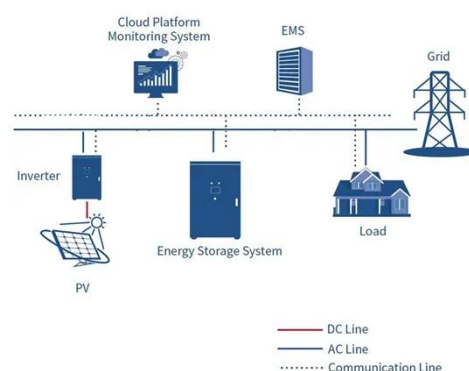 Cloud Platform
Monitoring System
EMS
Grid
Inverter
Energy Storage System
Load
PV
DC Line
AC Line
Communication Line